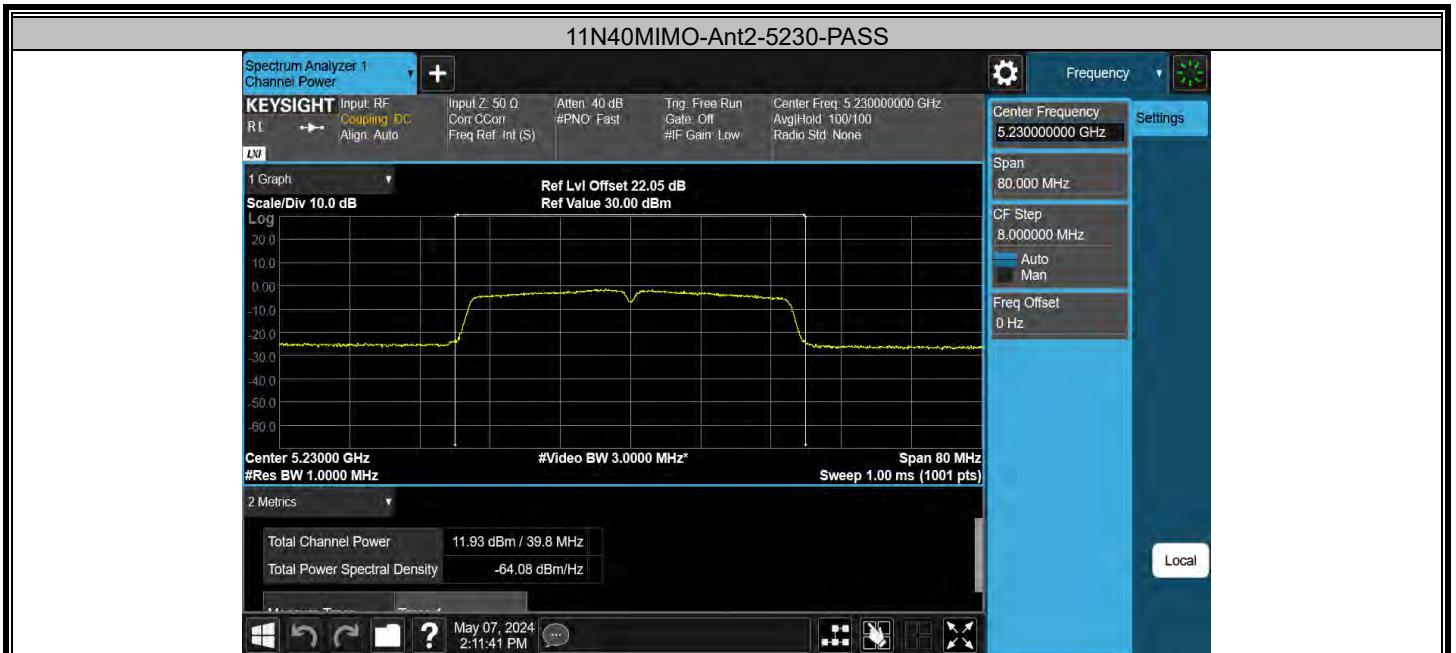 11N40MIMO-Ant2-5230-PASS
Spectrum Analyzer 1
Channel Power
+
Frequency
KEYSIGHT
RL
LXI
Input: RF
Coupling: DC
Align: Auto
Input Z: 50 Ω
Corr CCorr
Freq Ref: Int (S)
Atten: 40 dB
#PNO: Fast
Trig: Free Run
Gate: Off
#IF Gain: Low
Center Freq: 5.230000000 GHz
Avg|Hold: 100/100
Radio Std: None
Center Frequency
5.230000000 GHz
Settings
Span
80.000 MHz
CF Step
8.000000 MHz
Auto
Man
Freq Offset
0 Hz
1 Graph
Scale/Div 10.0 dB
Ref Lvl Offset 22.05 dB
Ref Value 30.00 dBm
Log
20.0
10.0
0.00
-10.0
-20.0
-30.0
-40.0
-50.0
-60.0
Center 5.23000 GHz
#Res BW 1.0000 MHz
#Video BW 3.0000 MHz*
Span 80 MHz
Sweep 1.00 ms (1001 pts)
2 Metrics
Total Channel Power 11.93 dBm / 39.8 MHz
Total Power Spectral Density -64.08 dBm/Hz
Local
?
May 07, 2024
2:11:41 PM